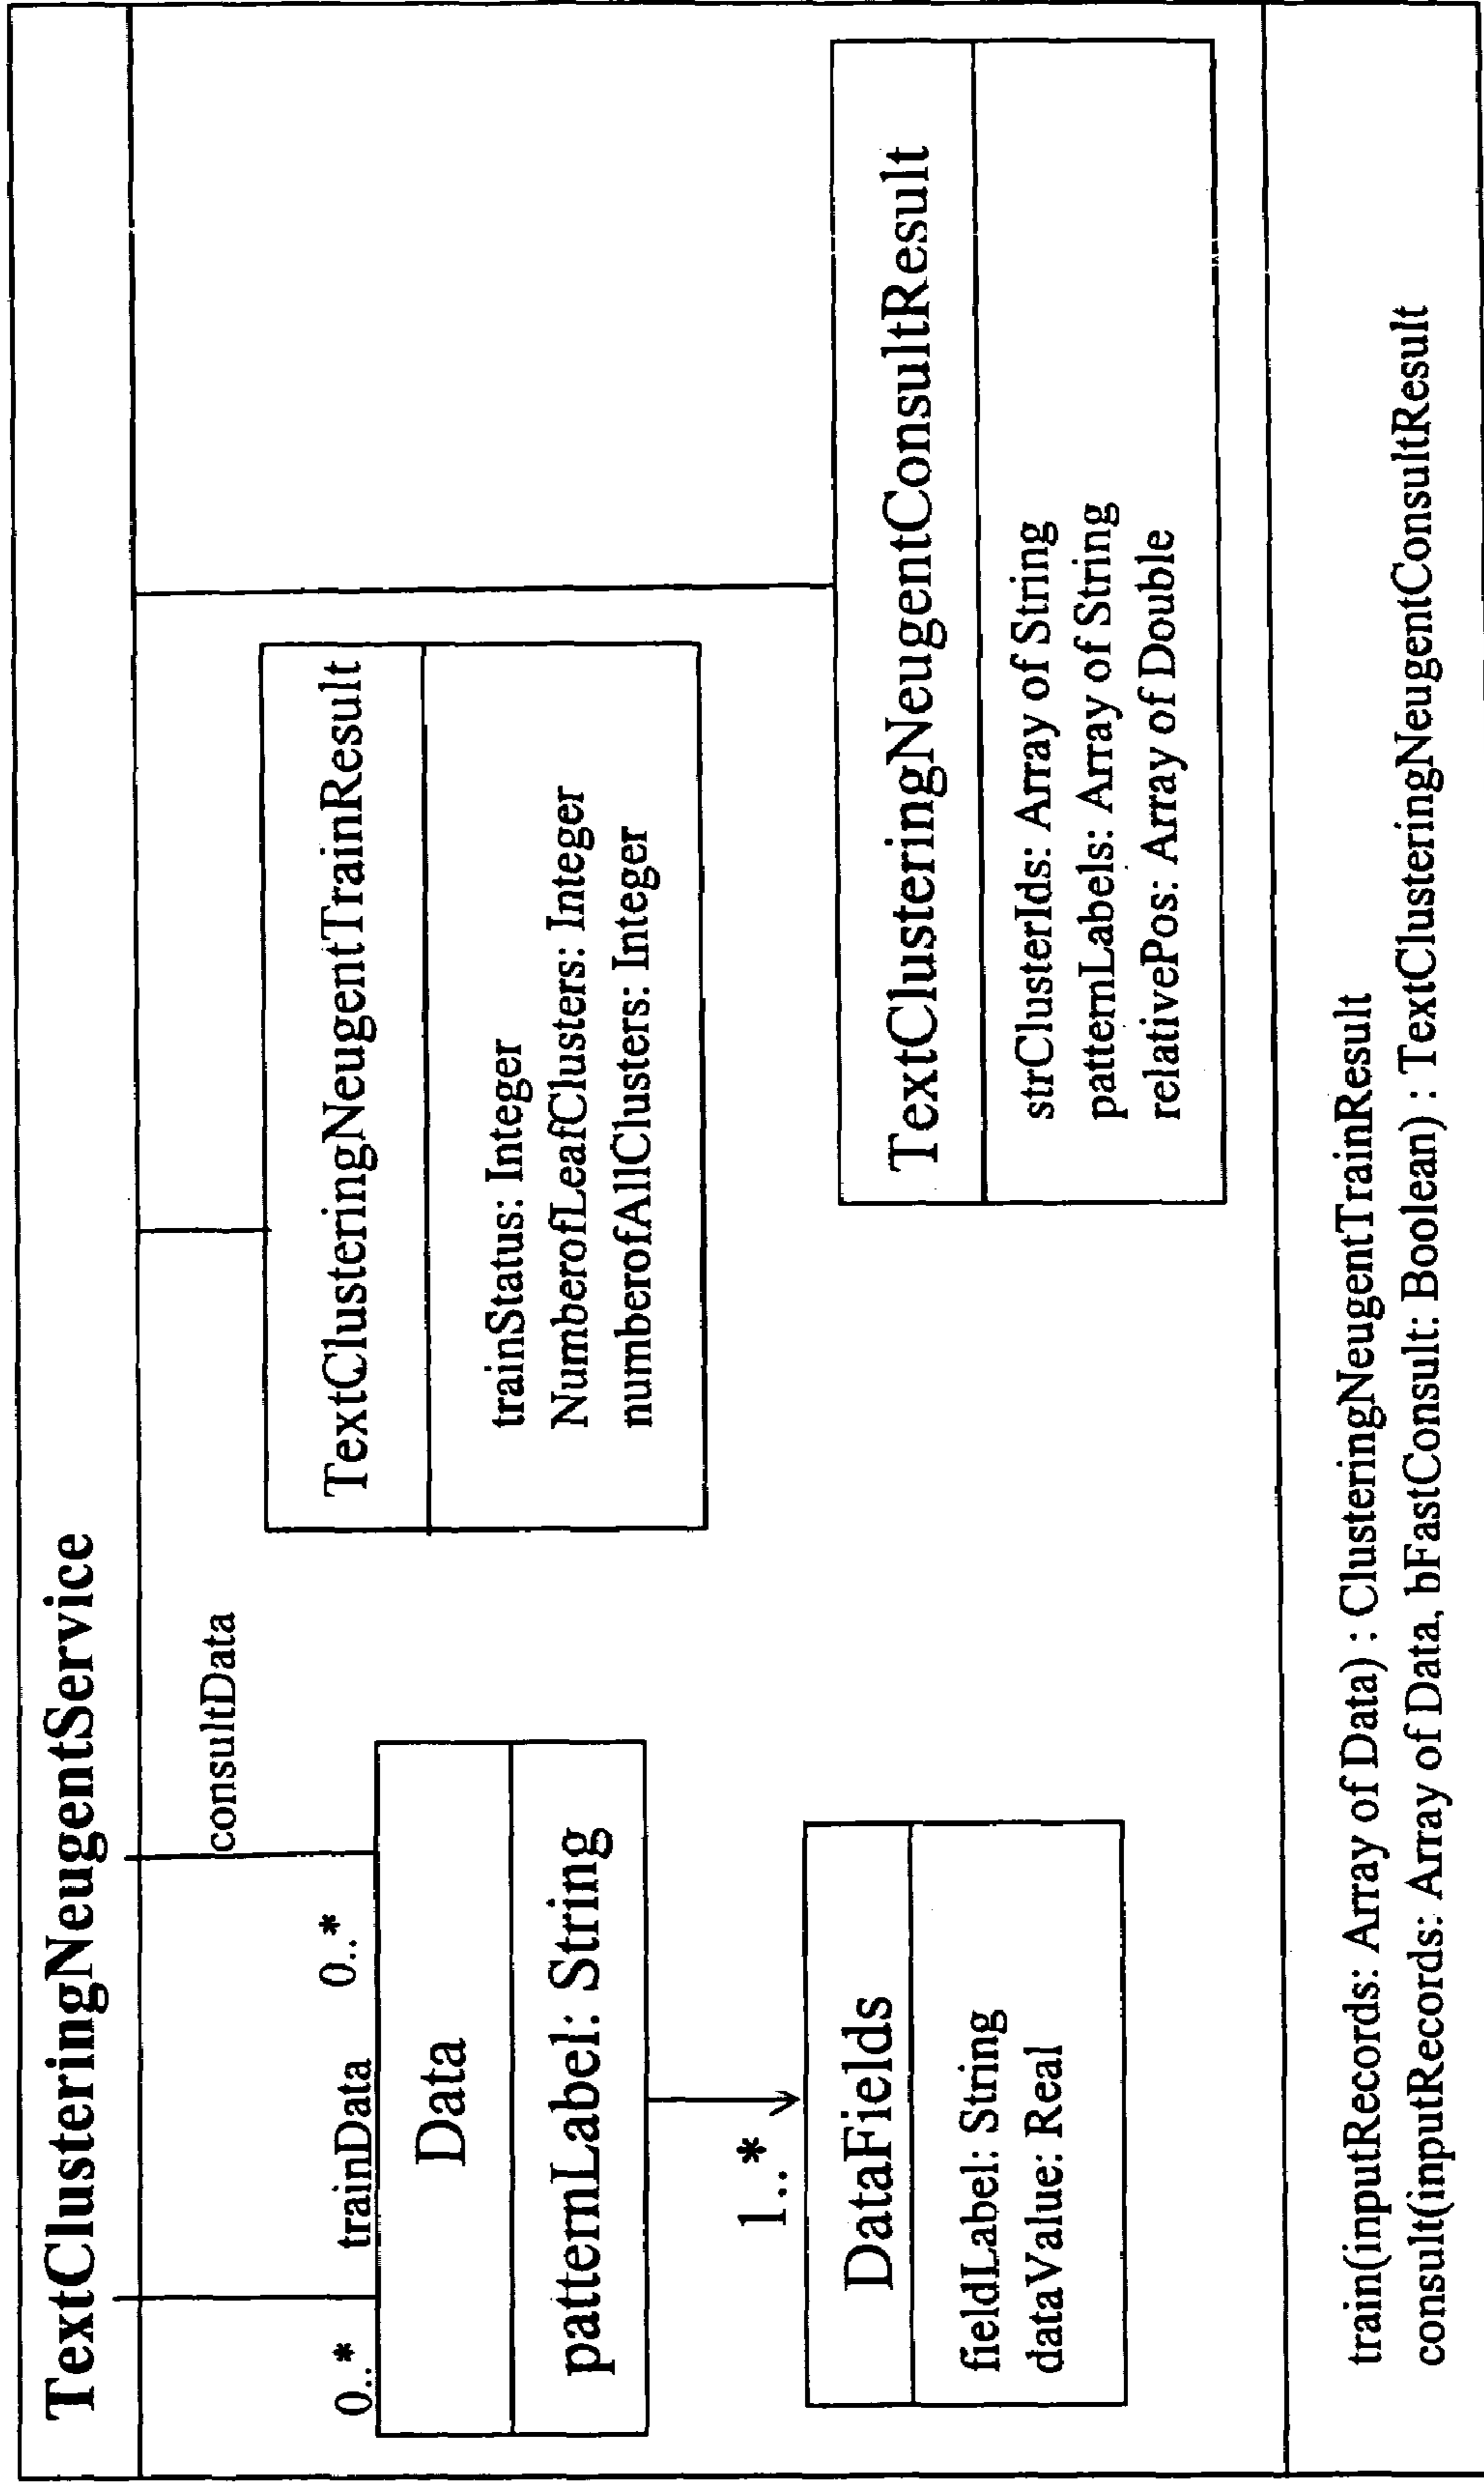 TextClusteringNeugentService
consultData
0..*
trainData
0..*
Data
patternLabel: String
1..*
DataFields
fieldLabel: String
dataValue: Real
TextClusteringNeugentTrainResult
trainStatus: Integer
NumberofLeafClusters: Integer
numberofAllClusters: Integer
TextClusteringNeugentConsultResult
strClusterIds: Array of String
patternLabels: Array of String
relativePos: Array of Double
train(inputRecords: Array of Data) : ClusteringNeugentTrainResult
consult(inputRecords: Array of Data, bFastConsult: Boolean) : TextClusteringNeugentConsultResult